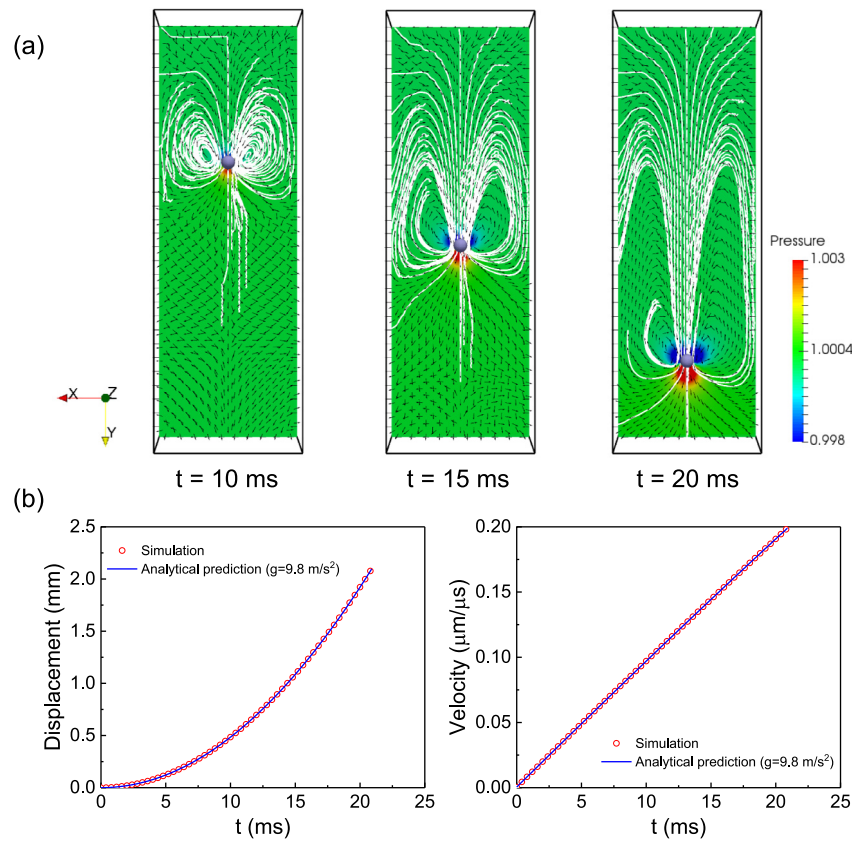 (a)
X
Z
Y
Pressure
1.003
1.0004
0.998
t = 10 ms
t = 15 ms
t = 20 ms
(b)
2.5
2.0
1.5
1.0
0.5
0.0
Displacement (mm)
Simulation
Analytical prediction (g=9.8 m/s²)
0 5 10 15 20 25
t (ms)
0.20
0.15
0.10
0.05
0.00
Velocity (μm/μs)
Simulation
Analytical prediction (g=9.8 m/s²)
0 5 10 15 20 25
t (ms)